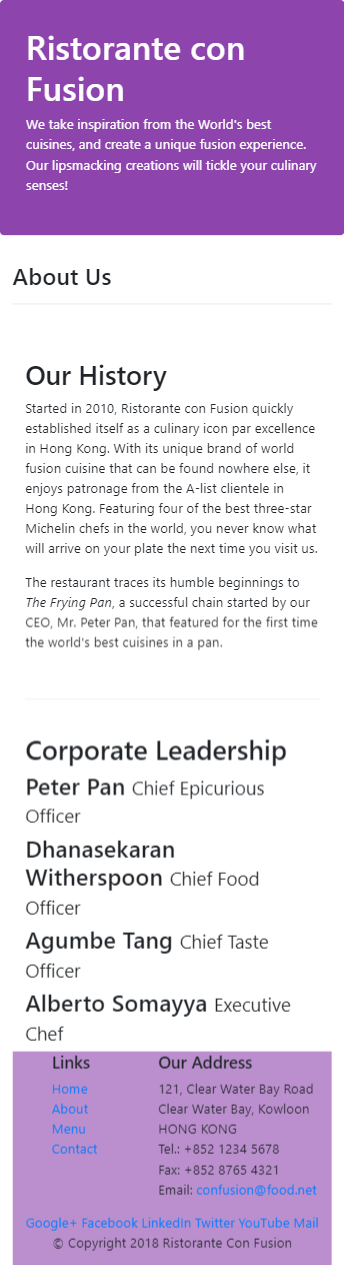 Ristorante con
Fusion
We take inspiration from the World's best
cuisines, and create a unique fusion experience.
Our lipsmacking creations will tickle your culinary
senses!
About Us
Our History
Started in 2010, Ristorante con Fusion quickly
established itself as a culinary icon par excellence
in Hong Kong. With its unique brand of world
fusion cuisine that can be found nowhere else, it
enjoys patronage from the A-list clientele in
Hong Kong. Featuring four of the best three-star
Michelin chefs in the world, you never know what
will arrive on your plate the next time you visit us.
The restaurant traces its humble beginnings to
The Frying Pan, a successful chain started by our
CEO, Mr. Peter Pan, that featured for the first time
the world's best cuisines in a pan.
Corporate Leadership
Peter Pan Chief Epicurious
Officer
Dhanasekaran
Witherspoon Chief Food
Officer
Agumbe Tang Chief Taste
Officer
Alberto Somayya Executive
Chef
Links
Home
About
Menu
Contact
Our Address
121, Clear Water Bay Road
Clear Water Bay, Kowloon
HONG KONG
Tel.: +852 1234 5678
Fax: +852 8765 4321
Email: confusion@food.net
Google+ Facebook LinkedIn Twitter YouTube Mail
© Copyright 2018 Ristorante Con Fusion